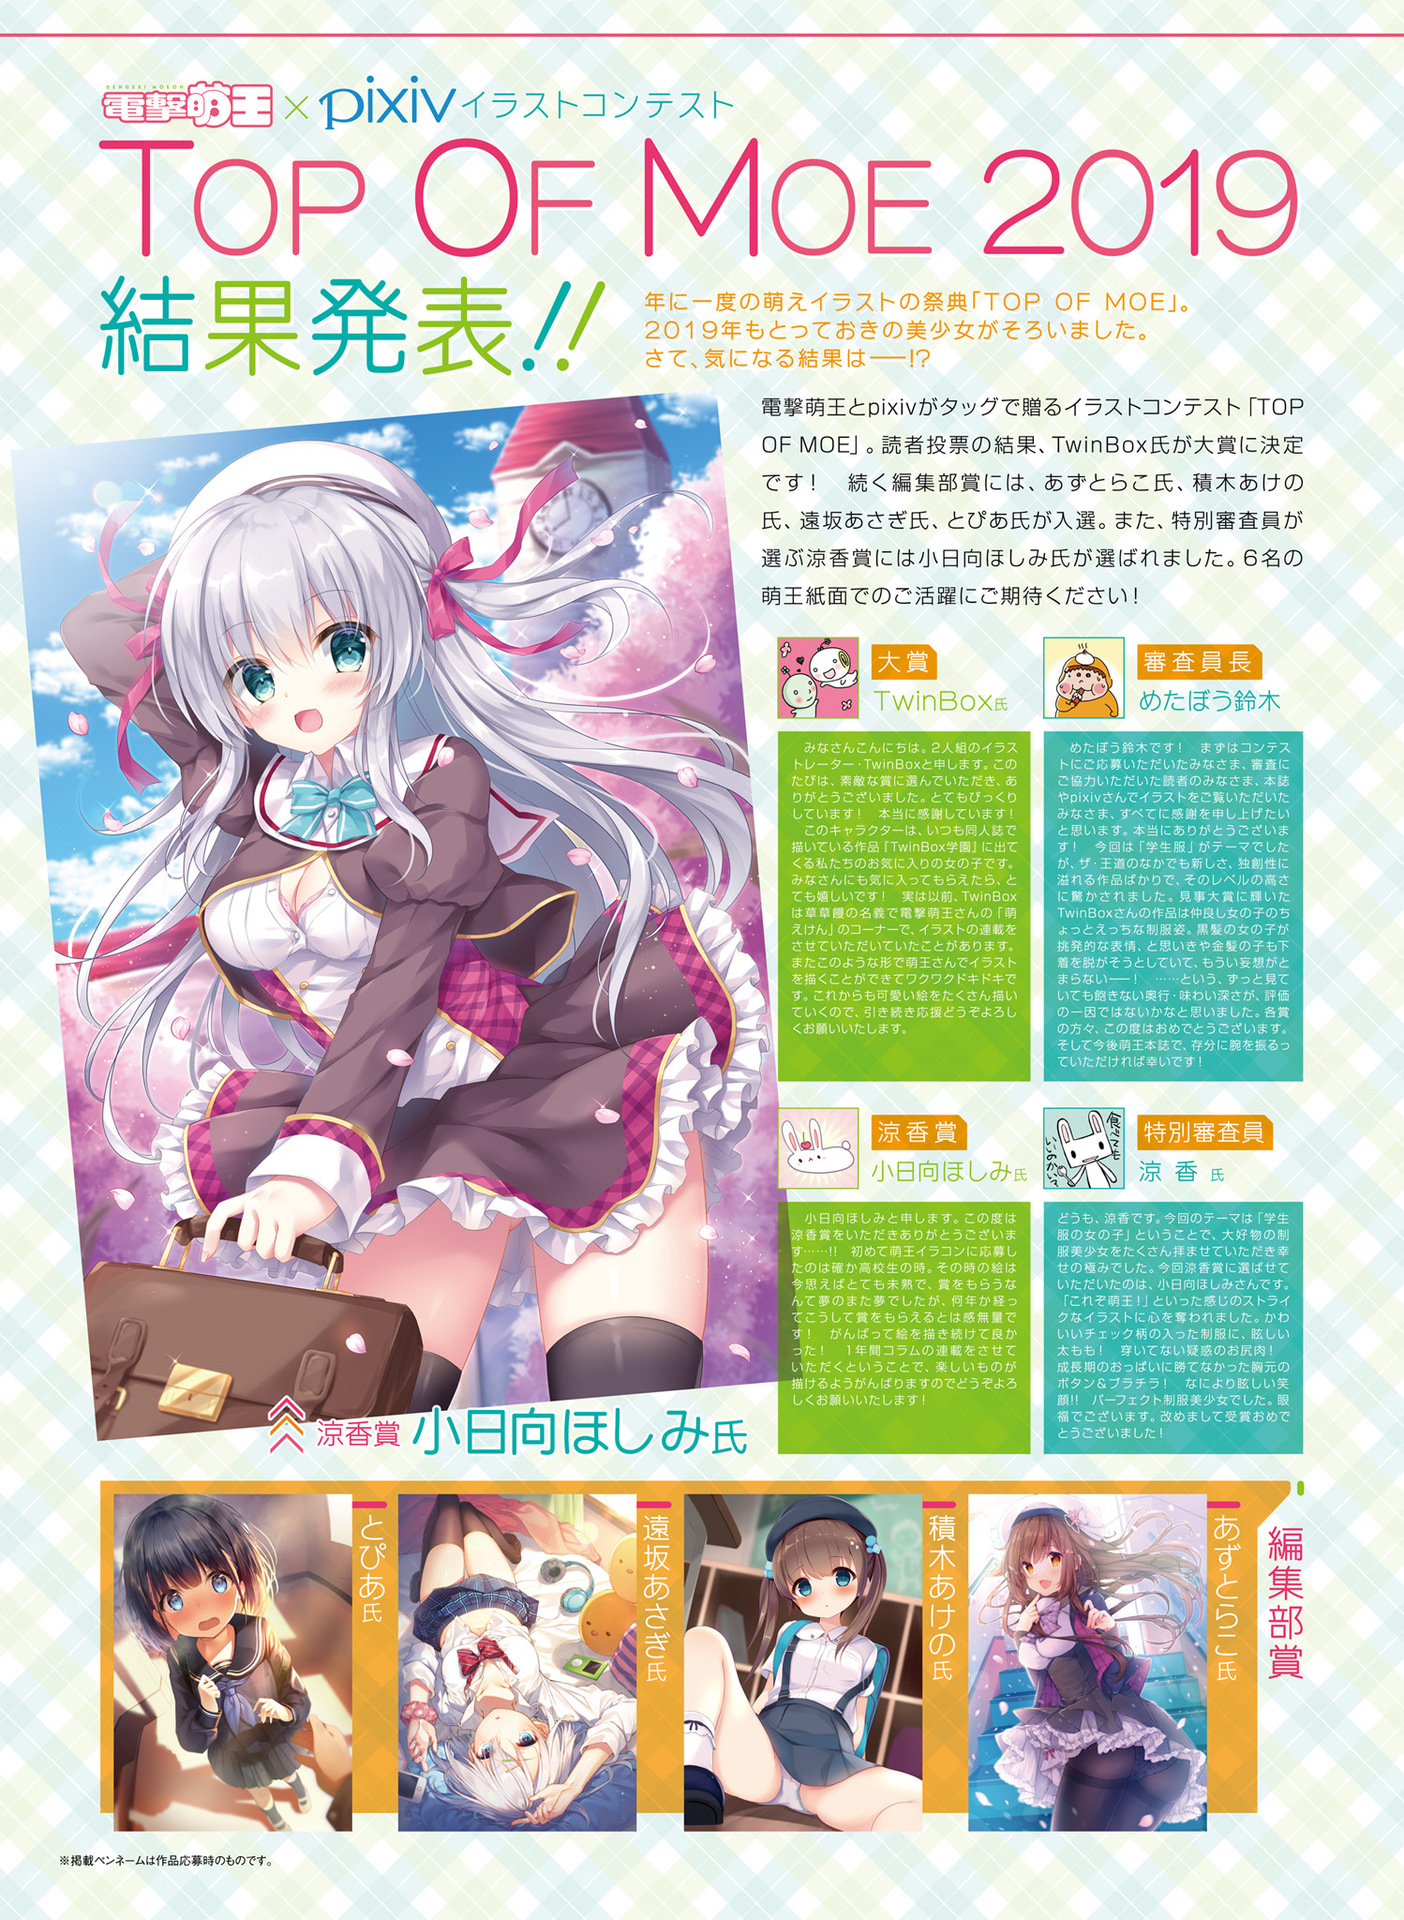 DENGEKI MOEOH
電撃萌王×pixivイラストコンテスト
TOP OF MOE 2019
結果発表!!
年に一度の萌えイラストの祭典「TOP OF MOE」。
2019年もとっておきの美少女がそろいました。
さて、気になる結果は──!?
電撃萌王とpixivがタッグで贈るイラストコンテスト「TOP
OF MOE」。読者投票の結果、TwinBox氏が大賞に決定
です！　続く編集部賞には、あずとらこ氏、積木あけの
氏、遠坂あさぎ氏、とぴあ氏が入選。また、特別審査員が
選ぶ涼香賞には小日向ほしみ氏が選ばれました。6名の
萌王紙面でのご活躍にご期待ください！
大賞
TwinBox氏
みなさんこんにちは。2人組のイラス
トレーター・TwinBoxと申します。この
たびは、素敵な賞に選んでいただき、あ
りがとうございました。とてもびっくり
しています！　本当に感謝しています！
このキャラクターは、いつも同人誌で
描いている作品『TwinBox学園』に出て
くる私たちのお気に入りの女の子です。
みなさんにも気に入ってもらえたら、と
ても嬉しいです！　実は以前、TwinBox
は草草饅の名義で電撃萌王さんの「萌
えけん」のコーナーで、イラストの連載を
させていただいていたことがあります。
またこのような形で萌王さんでイラスト
を描くことができてワクワクドキドキで
す。これからも可愛い絵をたくさん描い
ていくので、引き続き応援どうぞよろし
くお願いいたします。
審査員長
めたぼう鈴木
めたぼう鈴木です！　まずはコンテス
トにご応募いただいたみなさま、審査に
ご協力いただいた読者のみなさま、本誌
やpixivさんでイラストをご覧いただいた
みなさま、すべてに感謝を申し上げたい
と思います。本当にありがとうございま
す！　今回は「学生服」がテーマでした
が、ザ・王道のなかでも新しさ、独創性に
溢れる作品ばかりで、そのレベルの高さ
に驚かされました。見事大賞に輝いた
TwinBoxさんの作品は仲良し女の子のち
ょっとえっちな制服姿。黒髪の女の子が
挑発的な表情、と思いきや金髪の子も下
着を脱がそうとしていて、もうい妄想がと
まらない──！　……という、ずっと見て
いても飽きない奥行・味わい深さが、評価
の一因ではないかなと思いました。各賞
の方々、この度はおめでとうございます。
そして今後萌王本誌で、存分に腕を振るっ
ていただければ幸いです！
涼香賞
小日向ほしみ氏
小日向ほしみと申します。この度は
涼香賞をいただきありがとうございま
す……!!　初めて萌王イラコンに応募し
たのは確か高校生の時。その時の絵は
今思えばとても未熟で、賞をもらうな
んて夢のまた夢でしたが、何年か経っ
てこうして賞をもらえるとは感無量で
す！　がんばって絵を描き続けて良か
った！　1年間コラムの連載をさせて
いただくということで、楽しいものが
描けるようがんばりますのでどうぞよろ
しくお願いいたします！
食べても
いいのかい？
特別審査員
涼香 氏
どうも、涼香です。今回のテーマは「学生
服の女の子」ということで、大好物の制
服美少女をたくさん拝ませていただき幸
せの極みでした。今回涼香賞に選ばせて
いただいたのは、小日向ほしみさんです。
「これぞ萌王！」といった感じのストライ
クなイラストに心を奪われました。かわ
いいチェック柄の入った制服に、眩しい
太もも！　穿いてない疑惑のお尻肉！
成長期のおっぱいに勝てなかった胸元の
ボタン＆ブラチラ！　なにより眩しい笑
顔!!　パーフェクト制服美少女でした。眼
福でございます。改めまして受賞おめで
とうございました！
涼香賞 小日向ほしみ氏
編集部賞
あずとらこ氏
積木あけの氏
遠坂あさぎ氏
とぴあ氏
※掲載ペンネームは作品応募時のものです。